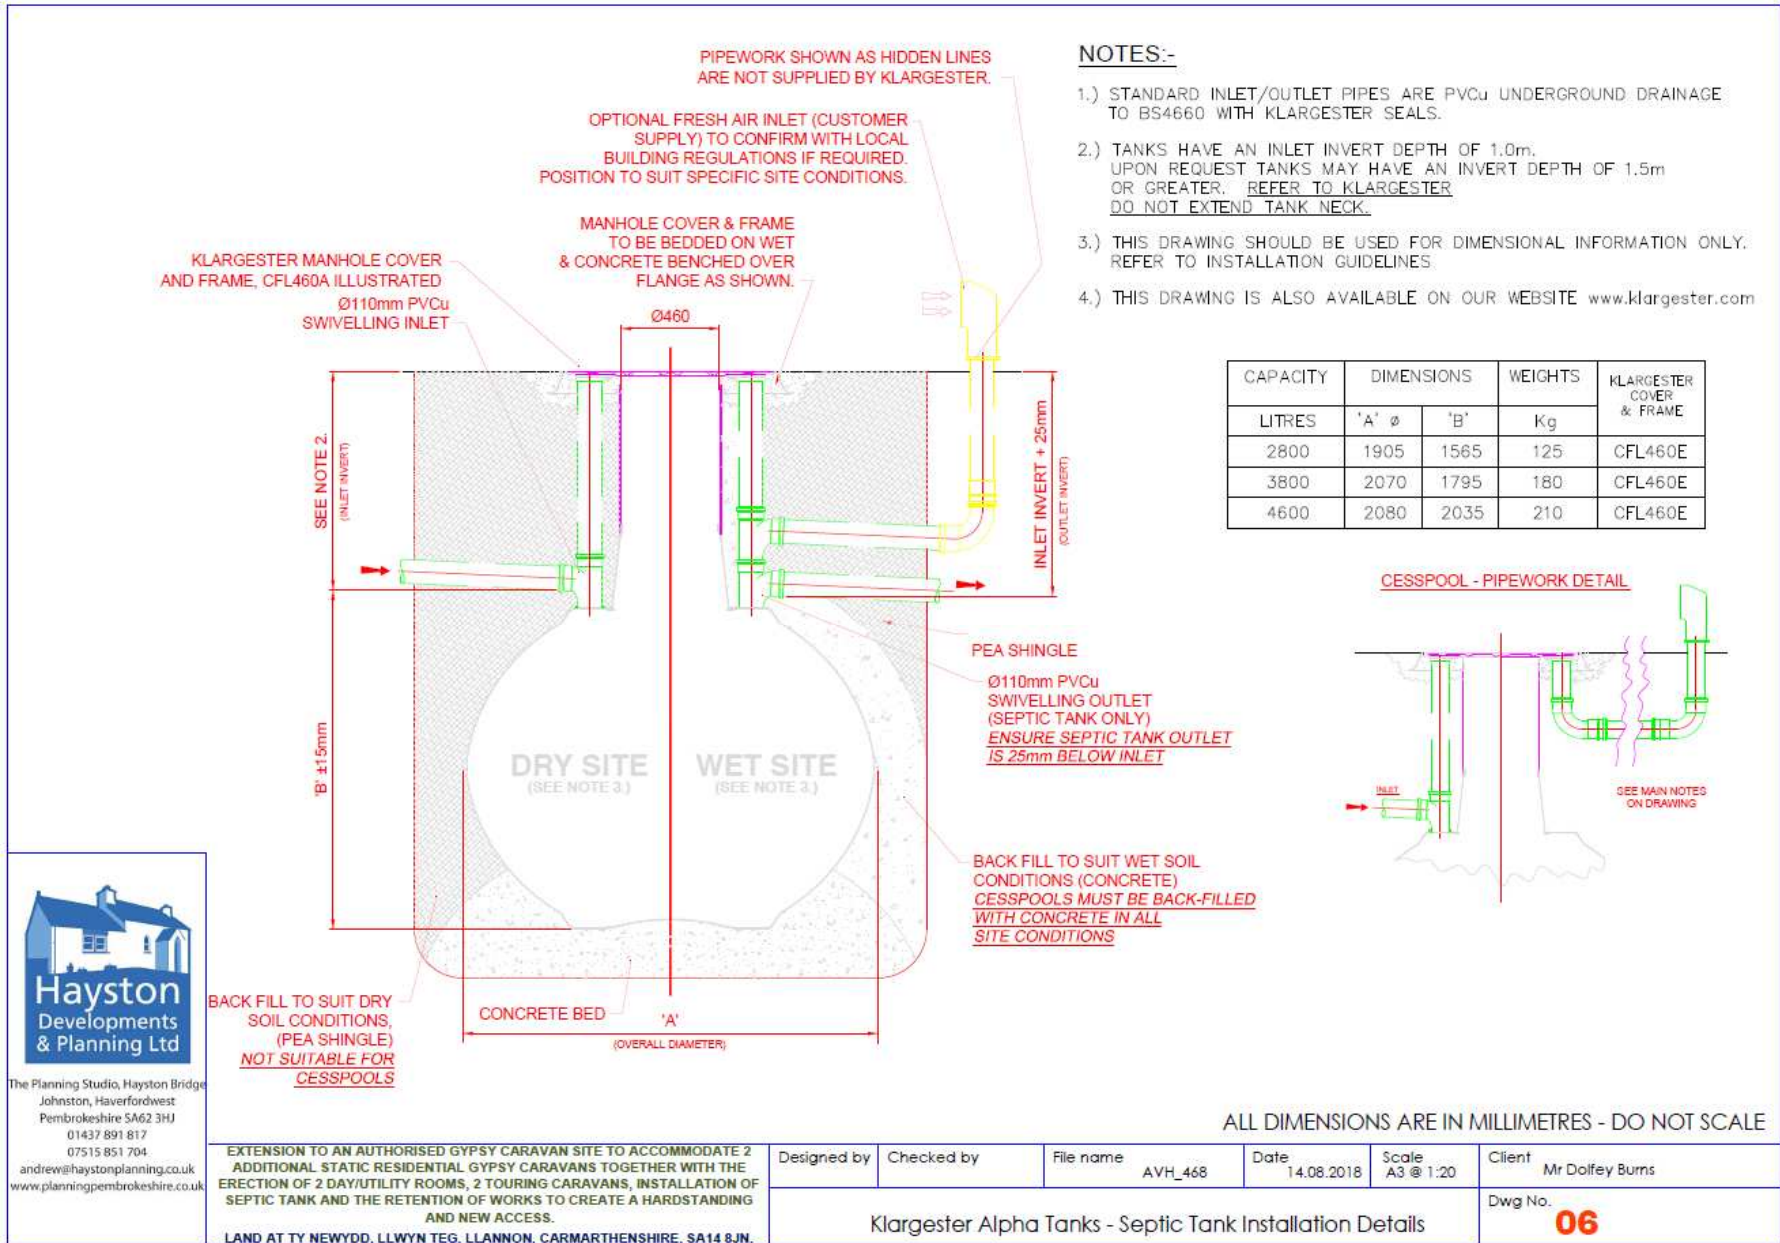 PIPEWORK SHOWN AS HIDDEN LINES
ARE NOT SUPPLIED BY KLARGESTER.
OPTIONAL FRESH AIR INLET (CUSTOMER
SUPPLY) TO CONFIRM WITH LOCAL
BUILDING REGULATIONS IF REQUIRED.
POSITION TO SUIT SPECIFIC SITE CONDITIONS.
MANHOLE COVER & FRAME
TO BE BEDDED ON WET
& CONCRETE BENCHED OVER
FLANGE AS SHOWN.
KLARGESTER MANHOLE COVER
AND FRAME, CFL460A ILLUSTRATED
Ø110mm PVCu
SWIVELLING INLET
Ø460
SEE NOTE 2.
(INLET INVERT)
INLET INVERT + 25mm
(OUTLET INVERT)
'B' ±15mm
PEA SHINGLE
Ø110mm PVCu
SWIVELLING OUTLET
(SEPTIC TANK ONLY)
ENSURE SEPTIC TANK OUTLET
IS 25mm BELOW INLET
DRY SITE
(SEE NOTE 3.)
WET SITE
(SEE NOTE 3.)
BACK FILL TO SUIT WET SOIL
CONDITIONS (CONCRETE)
CESSPOOLS MUST BE BACK-FILLED
WITH CONCRETE IN ALL
SITE CONDITIONS
BACK FILL TO SUIT DRY
SOIL CONDITIONS,
(PEA SHINGLE)
NOT SUITABLE FOR
CESSPOOLS
CONCRETE BED
'A'
(OVERALL DIAMETER)
NOTES:-
1.) STANDARD INLET/OUTLET PIPES ARE PVCu UNDERGROUND DRAINAGE
TO BS4660 WITH KLARGESTER SEALS.
2.) TANKS HAVE AN INLET INVERT DEPTH OF 1.0m.
UPON REQUEST TANKS MAY HAVE AN INVERT DEPTH OF 1.5m
OR GREATER. REFER TO KLARGESTER
DO NOT EXTEND TANK NECK.
3.) THIS DRAWING SHOULD BE USED FOR DIMENSIONAL INFORMATION ONLY.
REFER TO INSTALLATION GUIDELINES
4.) THIS DRAWING IS ALSO AVAILABLE ON OUR WEBSITE www.klargester.com
CAPACITY DIMENSIONS WEIGHTS KLARGESTER COVER & FRAME
LITRES 'A' Ø 'B' Kg
2800 1905 1565 125 CFL460E
3800 2070 1795 180 CFL460E
4600 2080 2035 210 CFL460E
CESSPOOL - PIPEWORK DETAIL
INLET
SEE MAIN NOTES
ON DRAWING
Hayston
Developments
& Planning Ltd
The Planning Studio, Hayston Bridge
Johnston, Haverfordwest
Pembrokeshire SA62 3HJ
01437 891 817
07515 851 704
andrew@haystonplanning.co.uk
www.planningpembrokeshire.co.uk
ALL DIMENSIONS ARE IN MILLIMETRES - DO NOT SCALE
EXTENSION TO AN AUTHORISED GYPSY CARAVAN SITE TO ACCOMMODATE 2
ADDITIONAL STATIC RESIDENTIAL GYPSY CARAVANS TOGETHER WITH THE
ERECTION OF 2 DAY/UTILITY ROOMS, 2 TOURING CARAVANS, INSTALLATION OF
SEPTIC TANK AND THE RETENTION OF WORKS TO CREATE A HARDSTANDING
AND NEW ACCESS.
LAND AT TY NEWYDD, LLWYN TEG, LLANNON, CARMARTHENSHIRE, SA14 8JN.
Designed by
Checked by
File name
AVH_468
Date
14.08.2018
Scale
A3 @ 1:20
Client
Mr Dolfey Burns
Klargester Alpha Tanks - Septic Tank Installation Details
Dwg No.
06